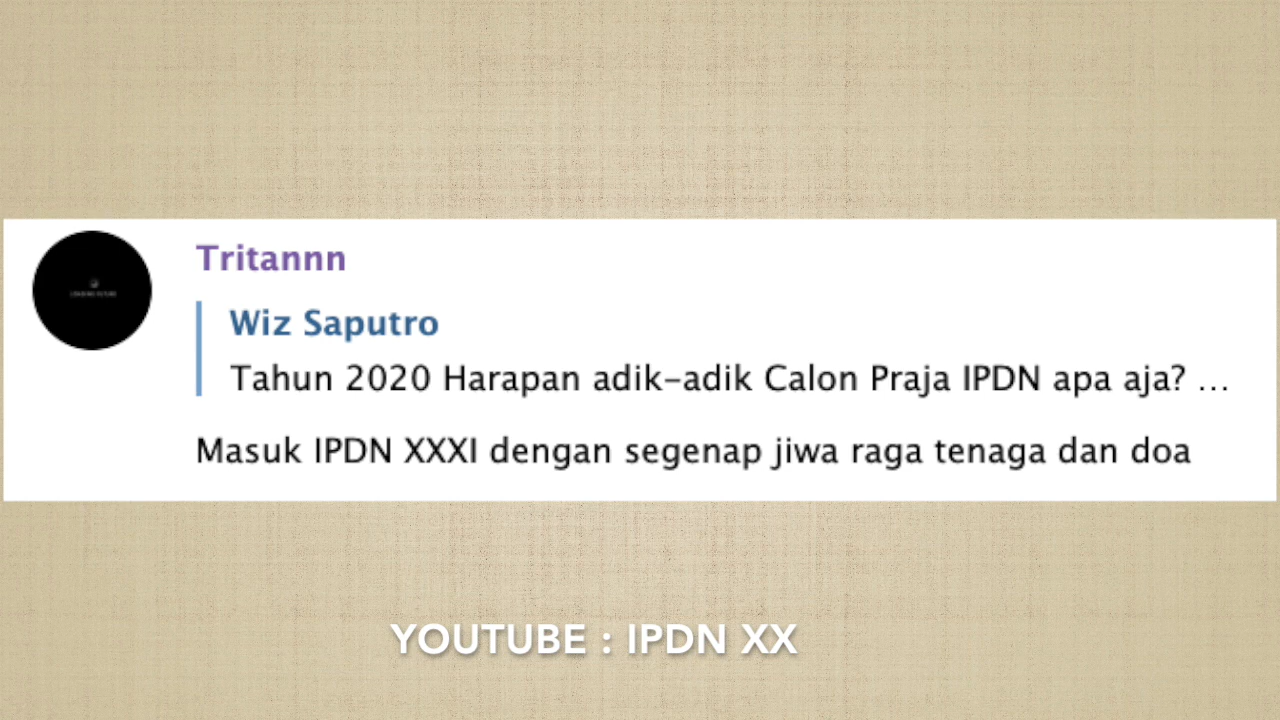 Tritannn
Wiz Saputro
Tahun 2020 Harapan adik-adik Calon Praja IPDN apa aja? ...
Masuk IPDN XXXI dengan segenap jiwa raga tenaga dan doa
YOUTUBE : IPDN XX